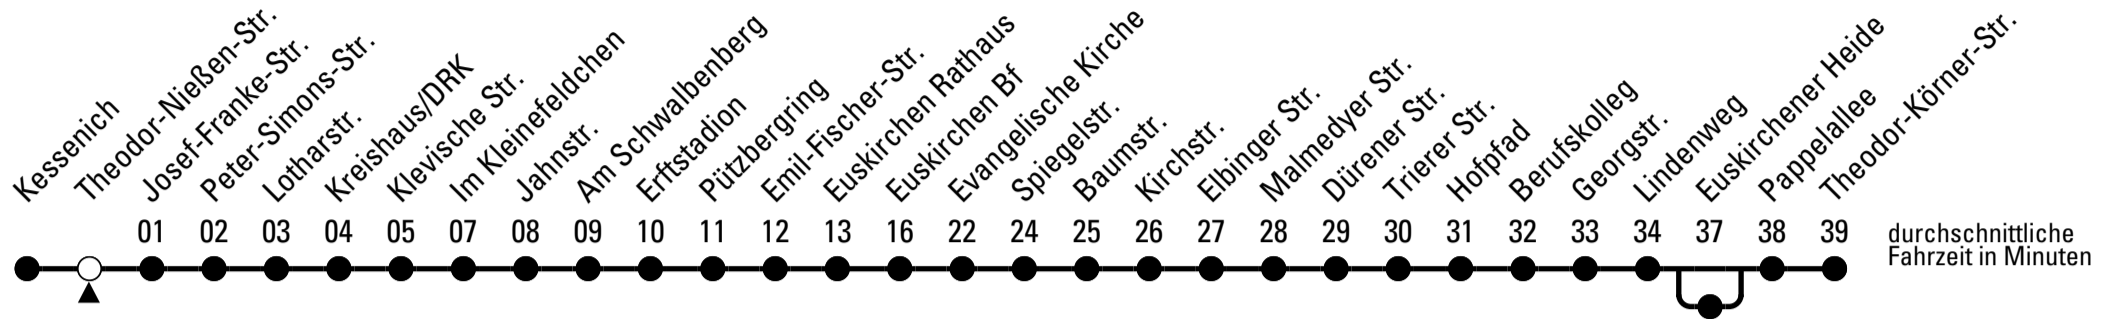 Kessenich
Theodor-Nießen-Str.
Josef-Franke-Str.
Peter-Simons-Str.
Lotharstr.
Kreishaus/DRK
Klevische Str.
Im Kleinefeldchen
Jahnstr.
Am Schwalbenberg
Erftstadion
Pützbergring
Emil-Fischer-Str.
Euskirchen Rathaus
Euskirchen Bf
Evangelische Kirche
Spiegelstr.
Baumstr.
Kirchstr.
Elbinger Str.
Malmedyer Str.
Dürener Str.
Trierer Str.
Hofpfad
Berufskolleg
Georgstr.
Lindenweg
Euskirchener Heide
Pappelallee
Theodor-Körner-Str.
01 02 03 04 05 07 08 09 10 11 12 13 16 22 24 25 26 27 28 29 30 31 32 33 34 37 38 39
durchschnittliche
Fahrzeit in Minuten